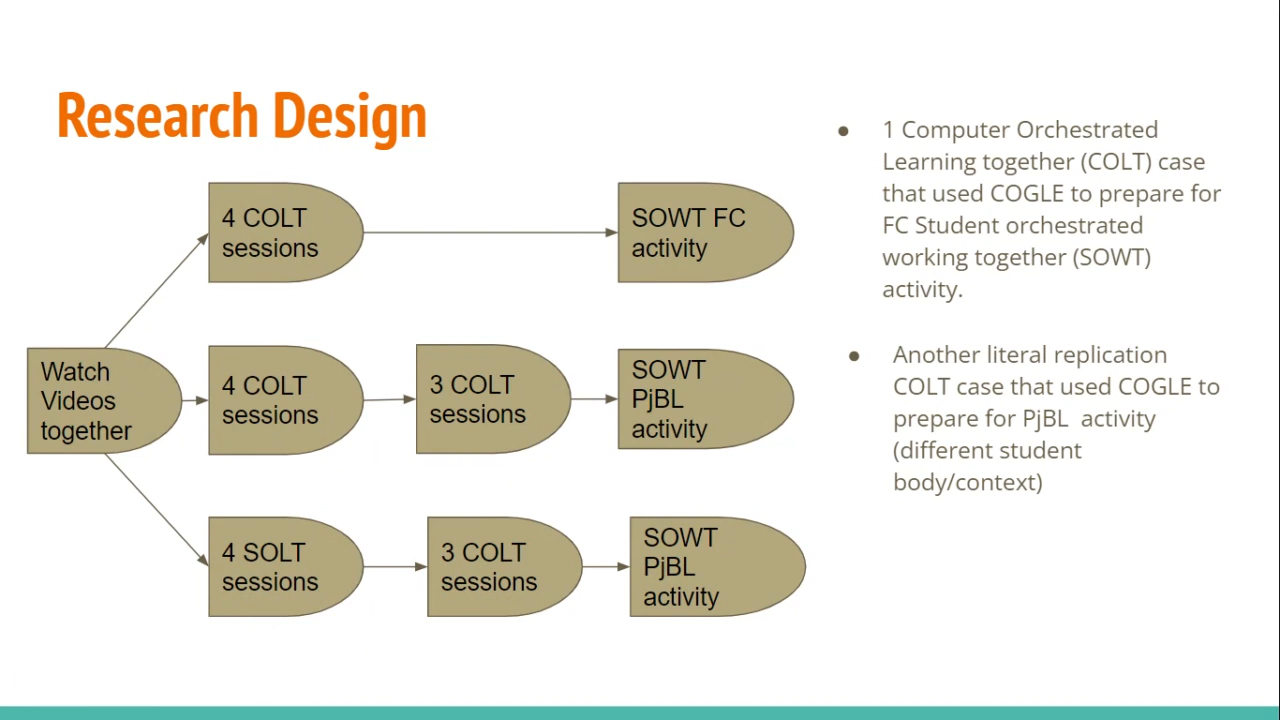 Research Design
4 COLT
sessions
SOWT FC
activity
Watch
Videos
together
4 COLT
sessions
3 COLT
sessions
SOWT
PjBL
activity
4 SOLT
sessions
3 COLT
sessions
SOWT
PjBL
activity
● 1 Computer Orchestrated
Learning together (COLT) case
that used COGLE to prepare for
FC Student orchestrated
working together (SOWT)
activity.
● Another literal replication
COLT case that used COGLE to
prepare for PjBL activity
(different student
body/context)